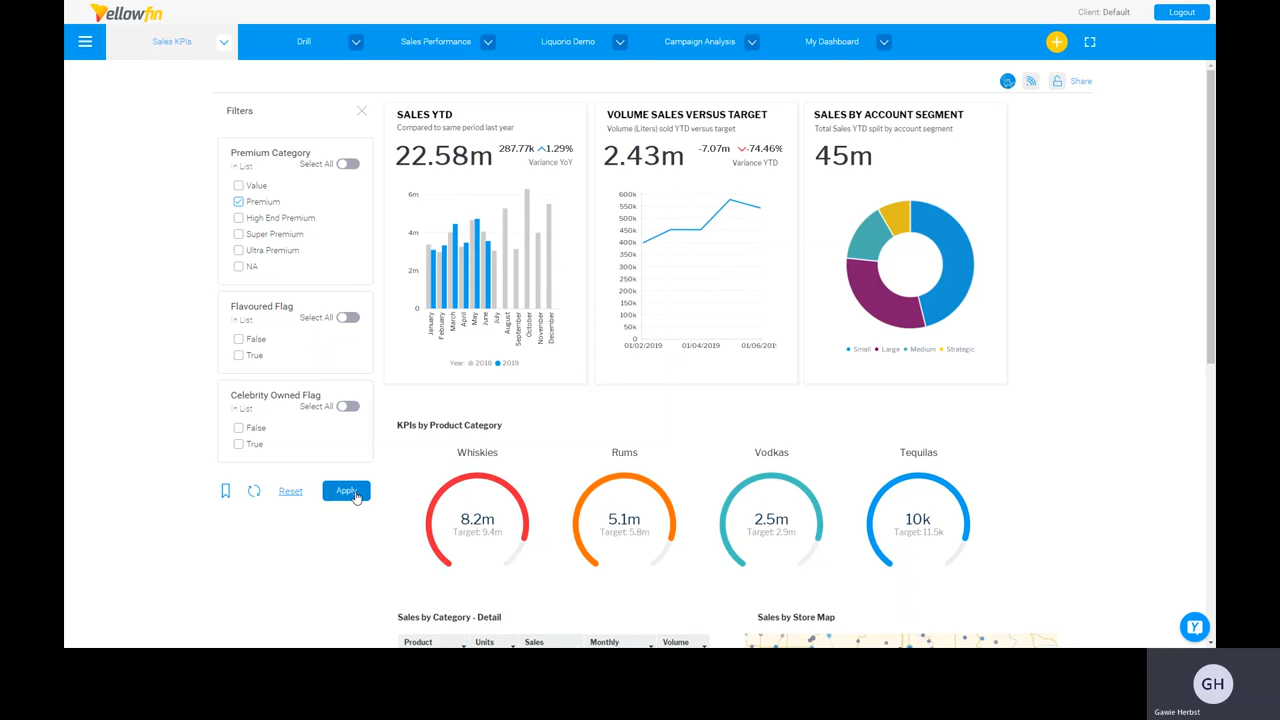 Yellowfin
Client: Default
Logout
Sales KPIs
Drill
Sales Performance
Liquorio Demo
Campaign Analysis
My Dashboard
Share
Filters
Premium Category
In List
Select All
Value
Premium
High End Premium
Super Premium
Ultra Premium
NA
Flavoured Flag
In List
Select All
False
True
Celebrity Owned Flag
In List
Select All
False
True
Reset
Apply
SALES YTD
Compared to same period last year
22.58m
287.77k
1.29%
Variance YoY
6m
4m
2m
0
January
February
March
April
May
June
July
August
September
October
November
December
Year
2018
2019
VOLUME SALES VERSUS TARGET
Volume (Liters) sold YTD versus target
2.43m
-7.07m
-74.46%
Variance YTD
600k
550k
500k
450k
400k
350k
300k
250k
200k
150k
100k
50k
0
01/02/2019
01/04/2019
01/06/201
SALES BY ACCOUNT SEGMENT
Total Sales YTD split by account segment
45m
Small
Large
Medium
Strategic
KPIs by Product Category
Whiskies
8.2m
Target: 9.4m
Rums
5.1m
Target: 5.8m
Vodkas
2.5m
Target: 2.9m
Tequilas
10k
Target: 11.5k
Sales by Category - Detail
Product
Units
Sales
Monthly
Volume
Sales by Store Map
GH
Gawie Herbst